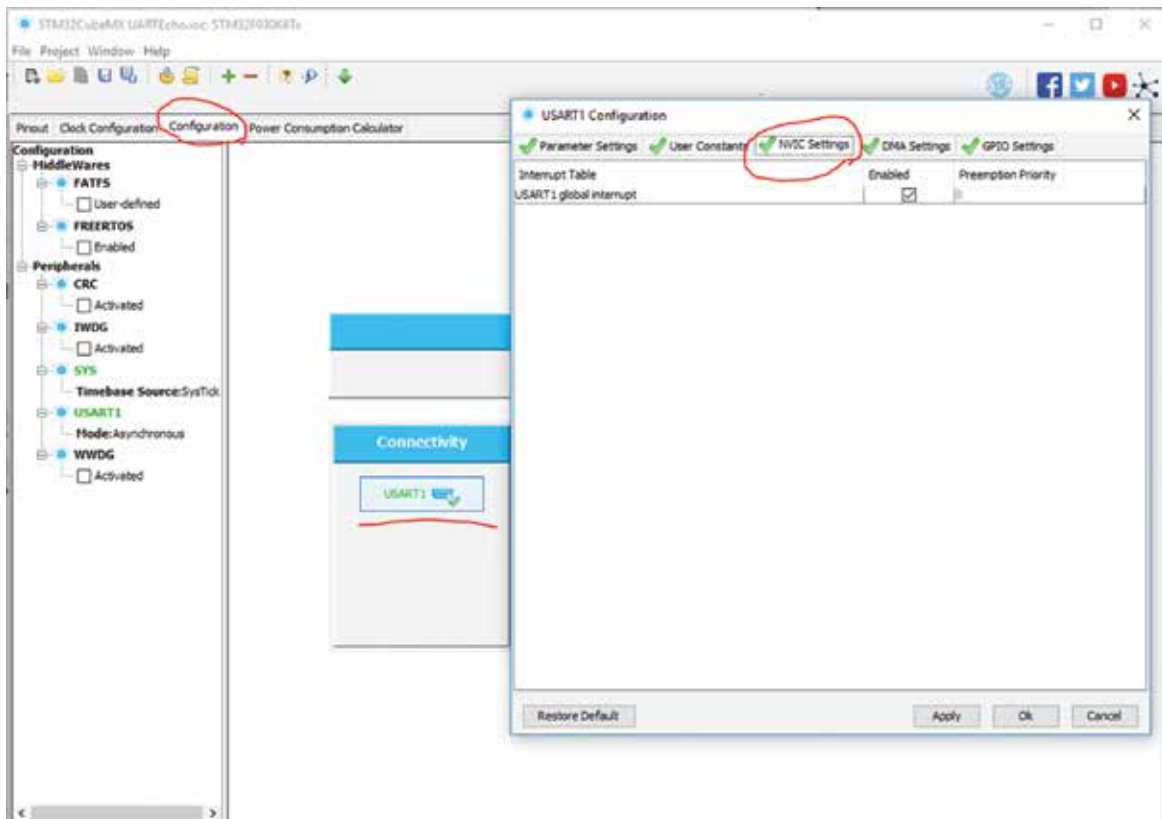 STM32CubeMX UARTEcho.ioc: STM32F030K6Tx
File Project Window Help
Pinout Clock Configuration Configuration Power Consumption Calculator
Configuration
MiddleWares
FATFS
User-defined
FREERTOS
Enabled
Peripherals
CRC
Activated
IWDG
Activated
SYS
Timebase Source:SysTick
USART1
Mode:Asynchronous
WWDG
Activated
Connectivity
USART1
USART1 Configuration
Parameter Settings User Constants NVIC Settings DMA Settings GPIO Settings
Interrupt Table Enabled Preemption Priority
USART1 global interrupt 0
Restore Default Apply Ok Cancel